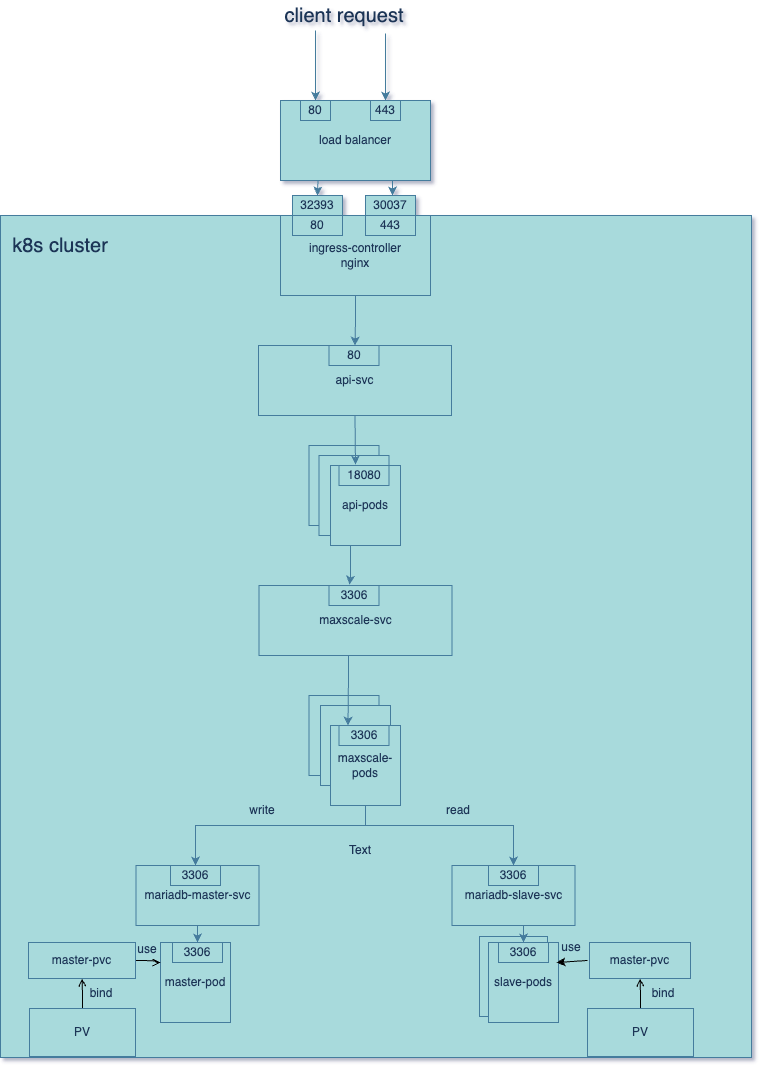 client request
80
443
load balancer
32393
30037
80
443
k8s cluster
ingress-controller
nginx
80
api-svc
18080
api-pods
3306
maxscale-svc
3306
maxscale-
pods
write
read
Text
3306
mariadb-master-svc
3306
mariadb-slave-svc
master-pvc
use
3306
master-pod
3306
slave-pods
use
master-pvc
bind
PV
bind
PV